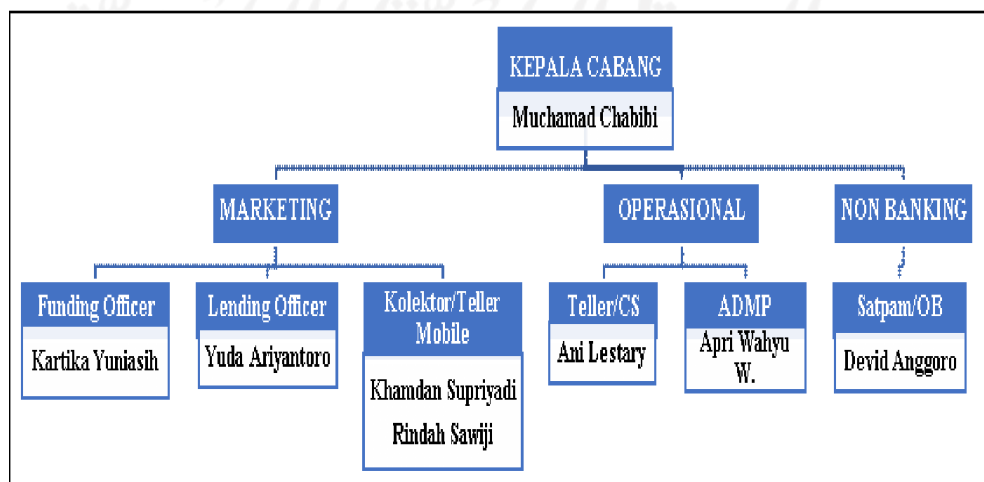 KEPALA CABANG
Muchamad Chabibi
MARKETING
OPERASIONAL
NON BANKING
Funding Officer
Kartika Yuniasih
Lending Officer
Yuda Ariyantoro
Kolektor/Teller
Mobile
Khamdan Supriyadi
Rindah Sawiji
Teller/CS
Ani Lestary
ADMP
Apri Wahyu
W.
Satpam/OB
Devid Anggoro